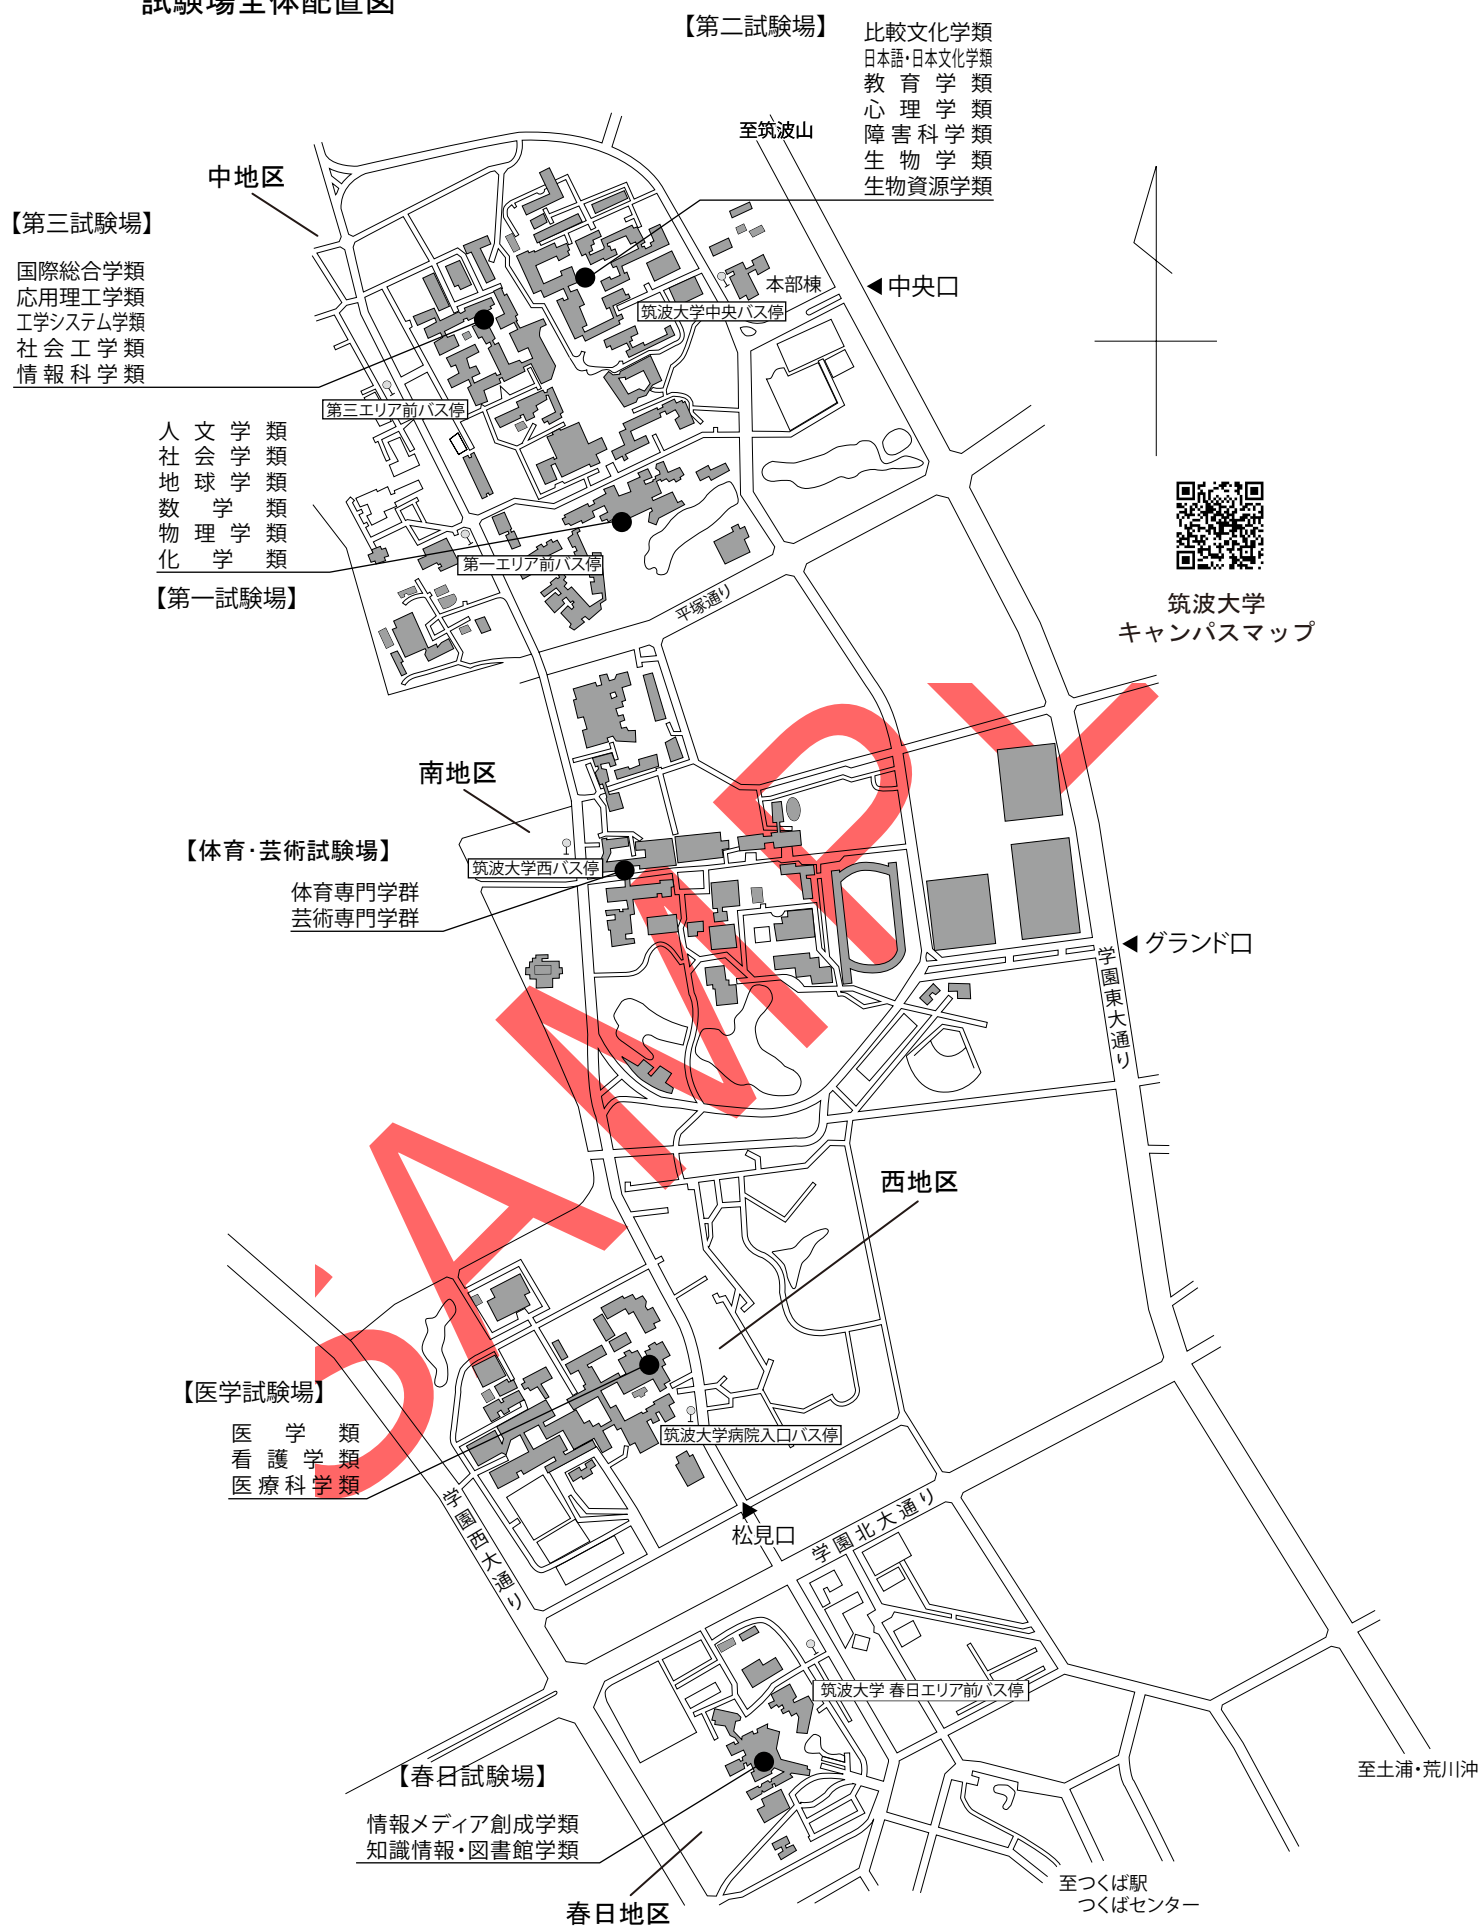 試験場全体配置図
【第二試験場】
比較文化学類
日本語・日本文化学類
教育学類
心理学類
障害科学類
生物学類
生物資源学類
至筑波山
中地区
【第三試験場】
国際総合学類
応用理工学類
工学システム学類
社会工学類
情報科学類
本部棟
中央口
筑波大学中央バス停
第三エリア前バス停
人文学類
社会学類
地球学類
数学類
物理学類
化学類
【第一試験場】
第一エリア前バス停
平塚通り
筑波大学
キャンパスマップ
南地区
【体育・芸術試験場】
体育専門学群
芸術専門学群
筑波大学西バス停
グランド口
学園東大通り
SAMPL
西地区
【医学試験場】
医学類
看護学類
医療科学類
筑波大学病院入口バス停
松見口
学園西大通り
学園北大通り
筑波大学 春日エリア前バス停
【春日試験場】
情報メディア創成学類
知識情報・図書館学類
春日地区
至土浦・荒川沖
至つくば駅
つくばセンター